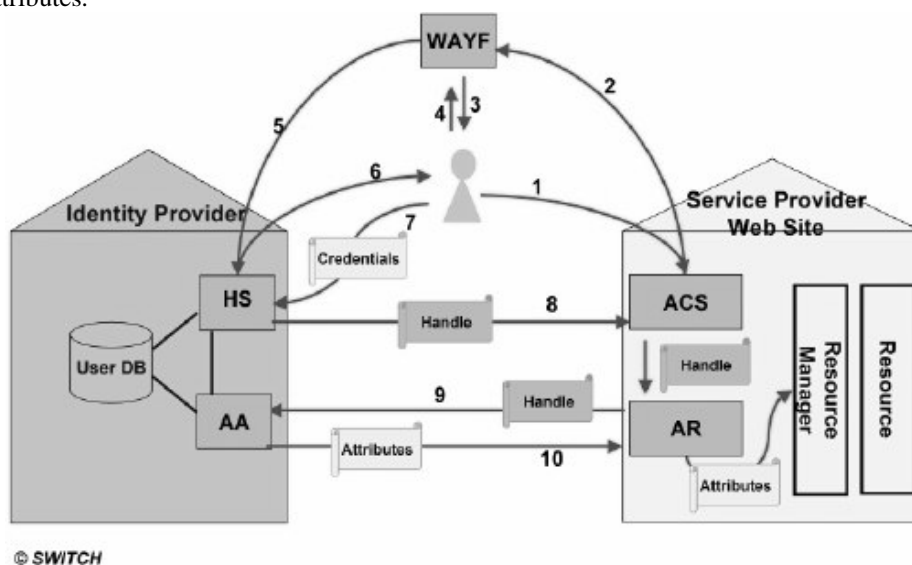 tributes.
WAYF
2
4
3
5
6
1
Identity Provider
7
Service Provider
Web Site
Credentials
HS
ACS
8
Handle
User DB
Handle
Resource
Manager
Resource
9
Handle
AA
AR
Attributes
10
Attributes
© SWITCH